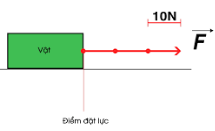 10N
F
Vật
Điểm đặt lực